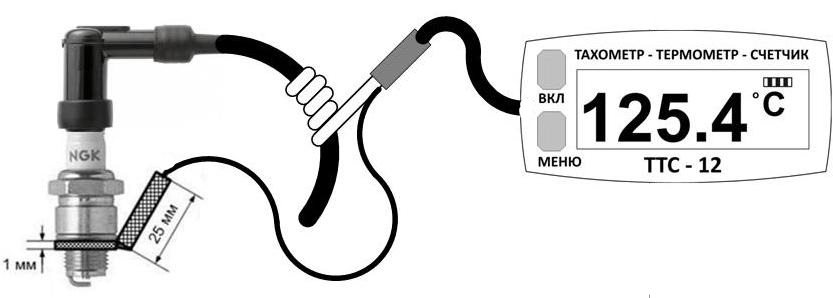 ТАХОМЕТР - ТЕРМОМЕТР - СЧЕТЧИК
ВКЛ
125.4 °C
МЕНЮ
ТТС - 12
NGK
25 мм
1 мм